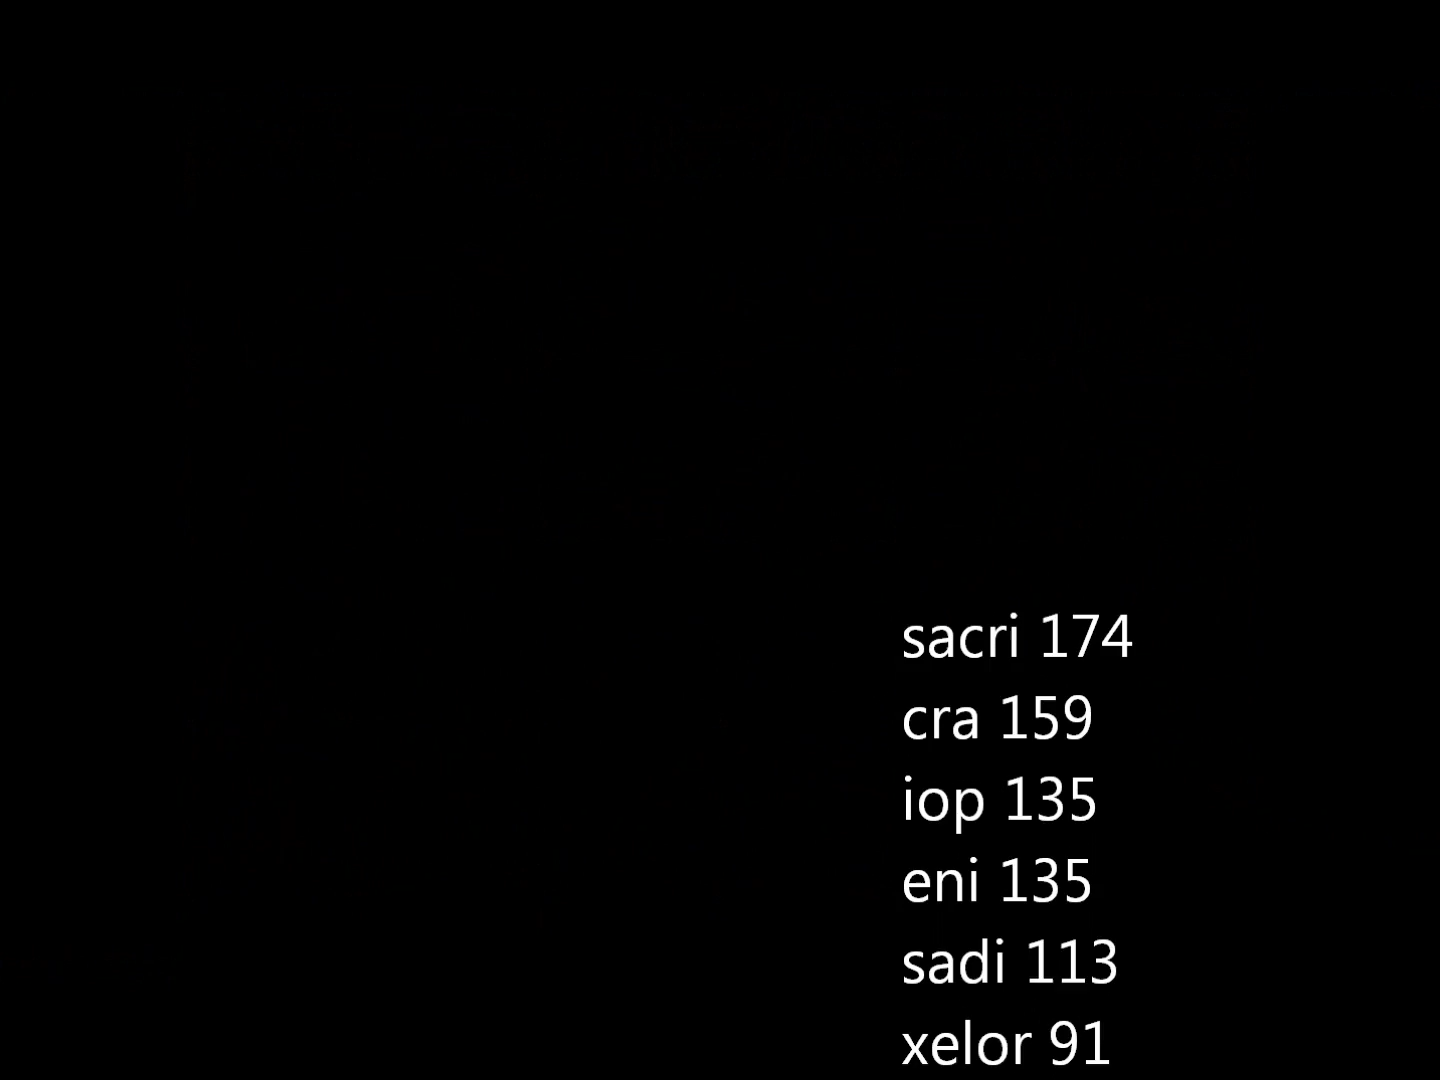 sacri 174
cra 159
iop 135
eni 135
sadi 113
xelor 91